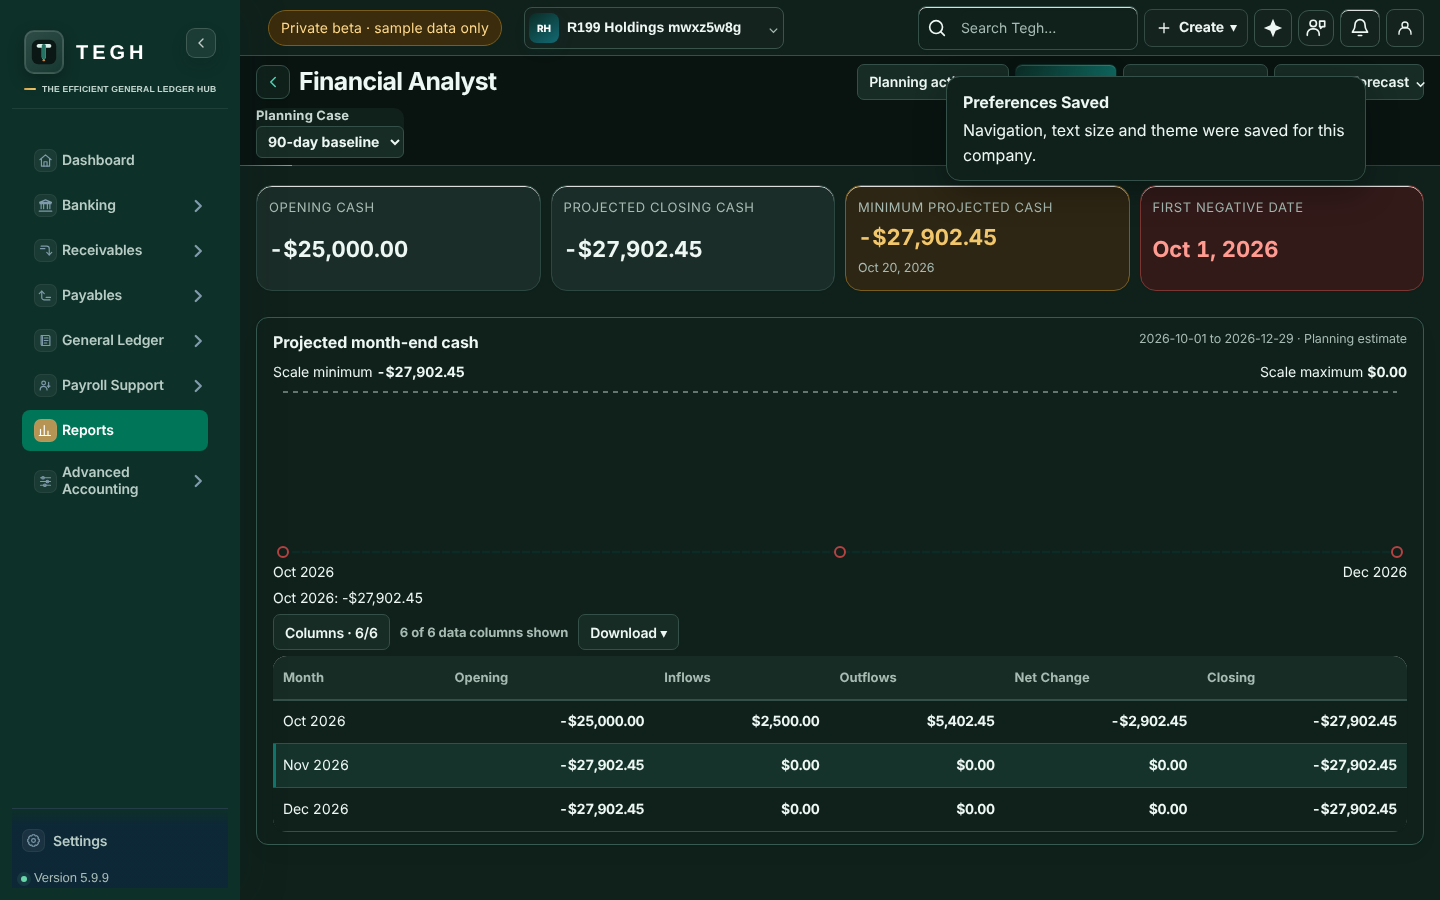 TEGH
THE EFFICIENT GENERAL LEDGER HUB
Dashboard
Banking
Receivables
Payables
General Ledger
Payroll Support
Reports
Advanced
Accounting
Settings
Version 5.9.9
Private beta · sample data only
RH R199 Holdings mwxz5w8g
Search Tegh...
+ Create ▾
Financial Analyst
Planning
Planning Case
90-day baseline
Preferences Saved
Navigation, text size and theme were saved for this
company.
OPENING CASH
-$25,000.00
PROJECTED CLOSING CASH
-$27,902.45
MINIMUM PROJECTED CASH
-$27,902.45
Oct 20, 2026
FIRST NEGATIVE DATE
Oct 1, 2026
Projected month-end cash
2026-10-01 to 2026-12-29 · Planning estimate
Scale minimum -$27,902.45
Scale maximum $0.00
Oct 2026
Dec 2026
Oct 2026: -$27,902.45
Columns · 6/6
6 of 6 data columns shown
Download ▾
Month Opening Inflows Outflows Net Change Closing
Oct 2026 -$25,000.00 $2,500.00 $5,402.45 -$2,902.45 -$27,902.45
Nov 2026 -$27,902.45 $0.00 $0.00 $0.00 -$27,902.45
Dec 2026 -$27,902.45 $0.00 $0.00 $0.00 -$27,902.45